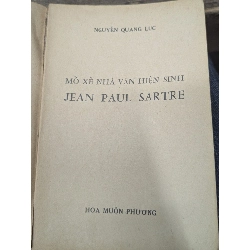 NGUYỄN QUANG LỤC
MỔ XẺ NHÀ VĂN HIỆN SINH
JEAN PAUL SARTRE
HOA MUÔN PHƯƠNG